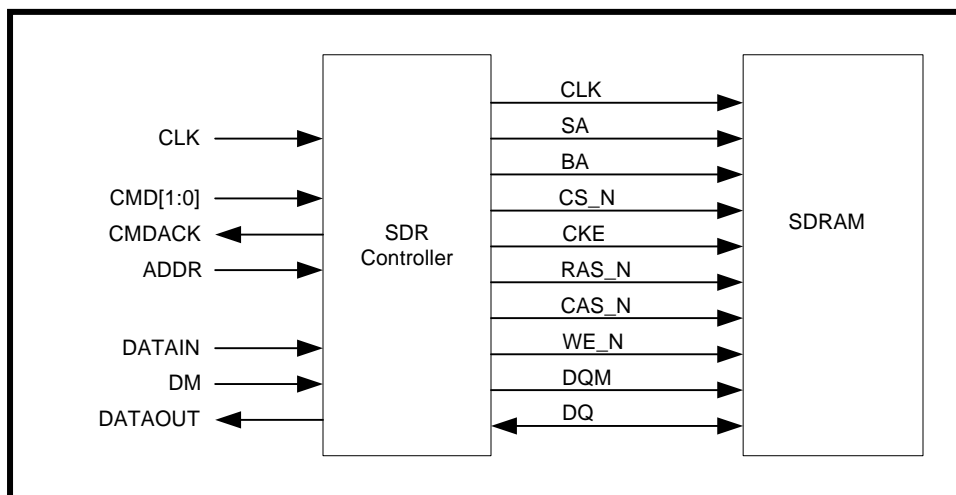 CLK
CMD[1:0]
CMDACK
ADDR
DATAIN
DM
DATAOUT
SDR
Controller
CLK
SA
BA
CS_N
CKE
RAS_N
CAS_N
WE_N
DQM
DQ
SDRAM